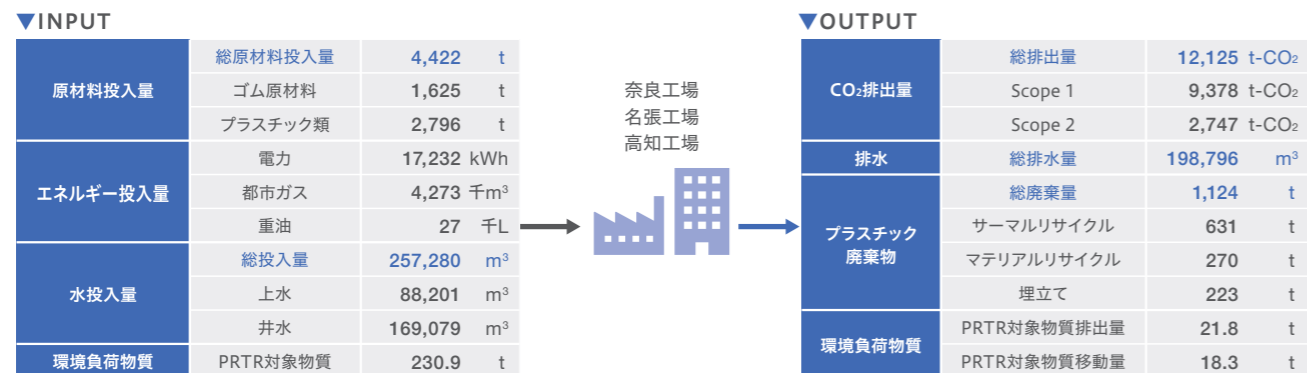 ▼INPUT
原材料投入量
総原材料投入量 4,422 t
ゴム原材料 1,625 t
プラスチック類 2,796 t
エネルギー投入量
電力 17,232 kWh
都市ガス 4,273 千m³
重油 27 千L
水投入量
総投入量 257,280 m³
上水 88,201 m³
井水 169,079 m³
環境負荷物質
PRTR対象物質 230.9 t
奈良工場
名張工場
高知工場
▼OUTPUT
CO₂排出量
総排出量 12,125 t-CO₂
Scope 1 9,378 t-CO₂
Scope 2 2,747 t-CO₂
排水
総排水量 198,796 m³
プラスチック
廃棄物
総廃棄量 1,124 t
サーマルリサイクル 631 t
マテリアルリサイクル 270 t
埋立て 223 t
環境負荷物質
PRTR対象物質排出量 21.8 t
PRTR対象物質移動量 18.3 t